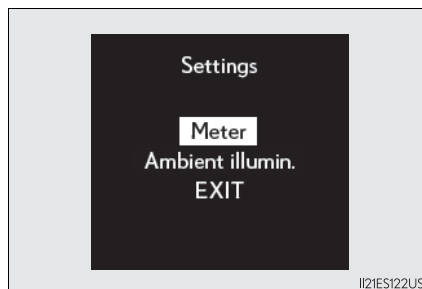 Settings
Meter
Ambient illumin.
EXIT
II21ES122US